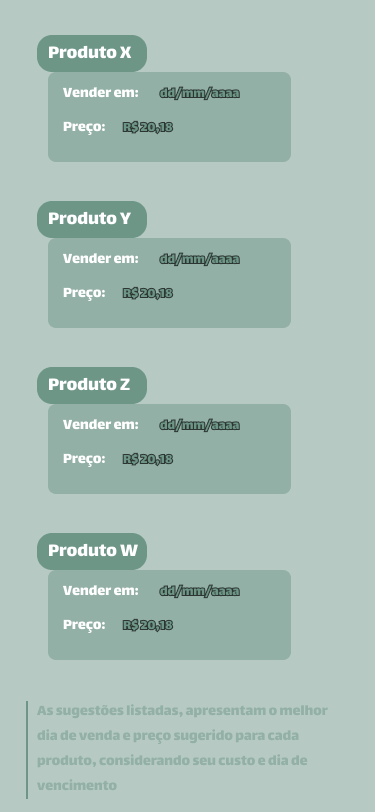 Produto X
Vender em: dd/mm/aaaa
Preço: R$ 20,18
Produto Y
Vender em: dd/mm/aaaa
Preço: R$ 20,18
Produto Z
Vender em: dd/mm/aaaa
Preço: R$ 20,18
Produto W
Vender em: dd/mm/aaaa
Preço: R$ 20,18
As sugestões listadas, apresentam o melhor
dia de venda e preço sugerido para cada
produto, considerando seu custo e dia de
vencimento